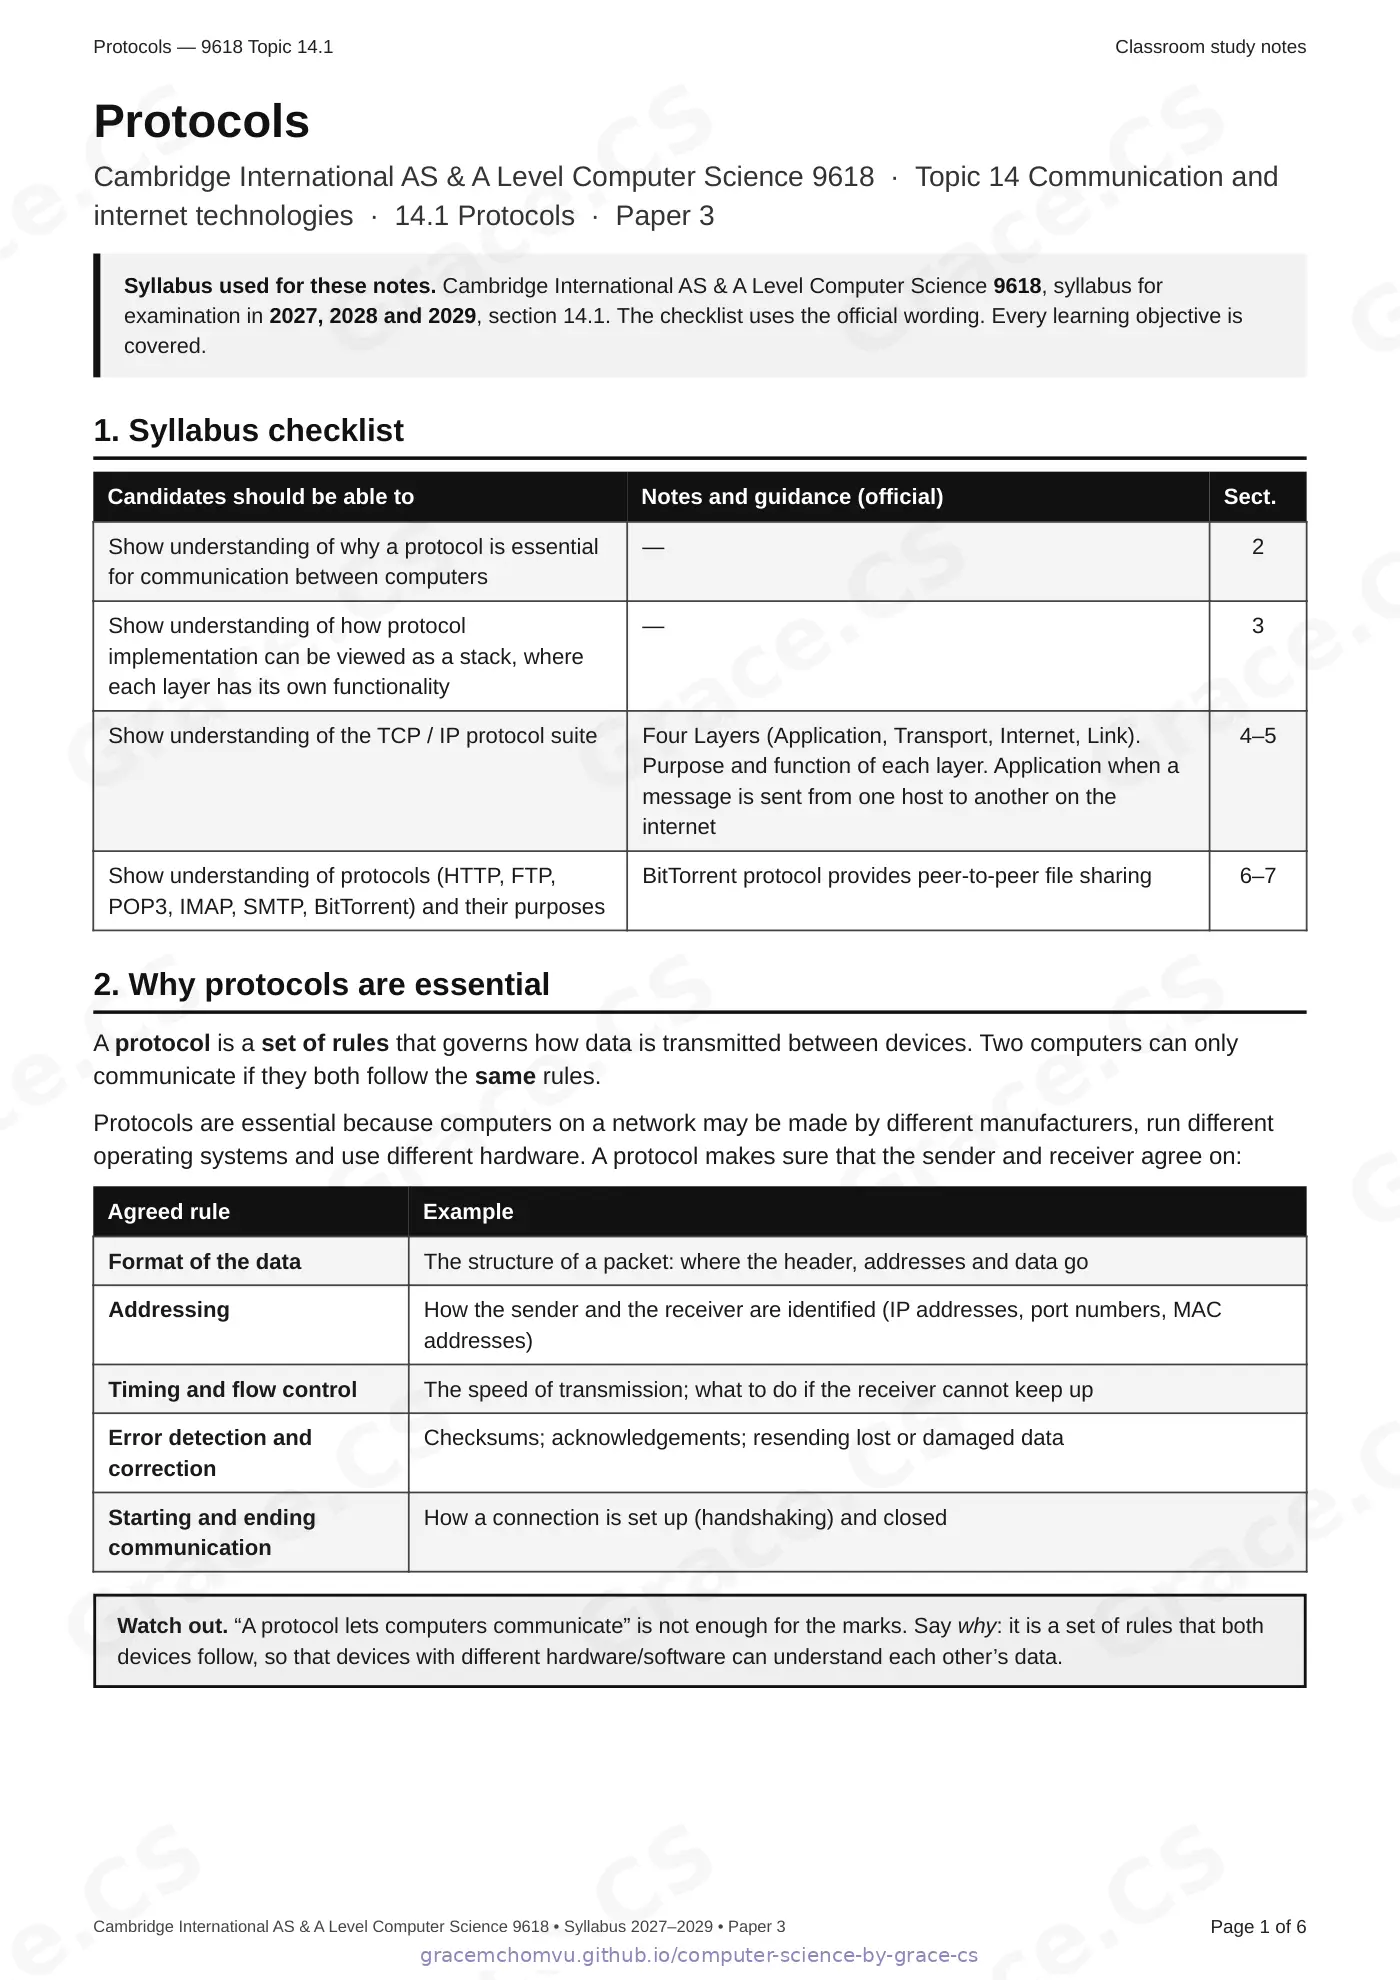 Protocols — 9618 Topic 14.1
Classroom study notes
Protocols
Cambridge International AS & A Level Computer Science 9618 · Topic 14 Communication and
internet technologies · 14.1 Protocols · Paper 3
Syllabus used for these notes. Cambridge International AS & A Level Computer Science 9618, syllabus for
examination in 2027, 2028 and 2029, section 14.1. The checklist uses the official wording. Every learning objective is
covered.
1. Syllabus checklist
Candidates should be able to
Notes and guidance (official)
Sect.
Show understanding of why a protocol is essential
for communication between computers
—
2
Show understanding of how protocol
implementation can be viewed as a stack, where
each layer has its own functionality
—
3
Show understanding of the TCP / IP protocol suite
Four Layers (Application, Transport, Internet, Link).
Purpose and function of each layer. Application when a
message is sent from one host to another on the
internet
4–5
Show understanding of protocols (HTTP, FTP,
POP3, IMAP, SMTP, BitTorrent) and their purposes
BitTorrent protocol provides peer-to-peer file sharing
6–7
2. Why protocols are essential
A protocol is a set of rules that governs how data is transmitted between devices. Two computers can only
communicate if they both follow the same rules.
Protocols are essential because computers on a network may be made by different manufacturers, run different
operating systems and use different hardware. A protocol makes sure that the sender and receiver agree on:
Agreed rule
Example
Format of the data
The structure of a packet: where the header, addresses and data go
Addressing
How the sender and the receiver are identified (IP addresses, port numbers, MAC
addresses)
Timing and flow control
The speed of transmission; what to do if the receiver cannot keep up
Error detection and
correction
Checksums; acknowledgements; resending lost or damaged data
Starting and ending
communication
How a connection is set up (handshaking) and closed
Watch out. “A protocol lets computers communicate” is not enough for the marks. Say why: it is a set of rules that both
devices follow, so that devices with different hardware/software can understand each other’s data.
Cambridge International AS & A Level Computer Science 9618 • Syllabus 2027–2029 • Paper 3
Page 1 of 6
gracemchomvu.github.io/computer-science-by-grace-cs
Grace.CS